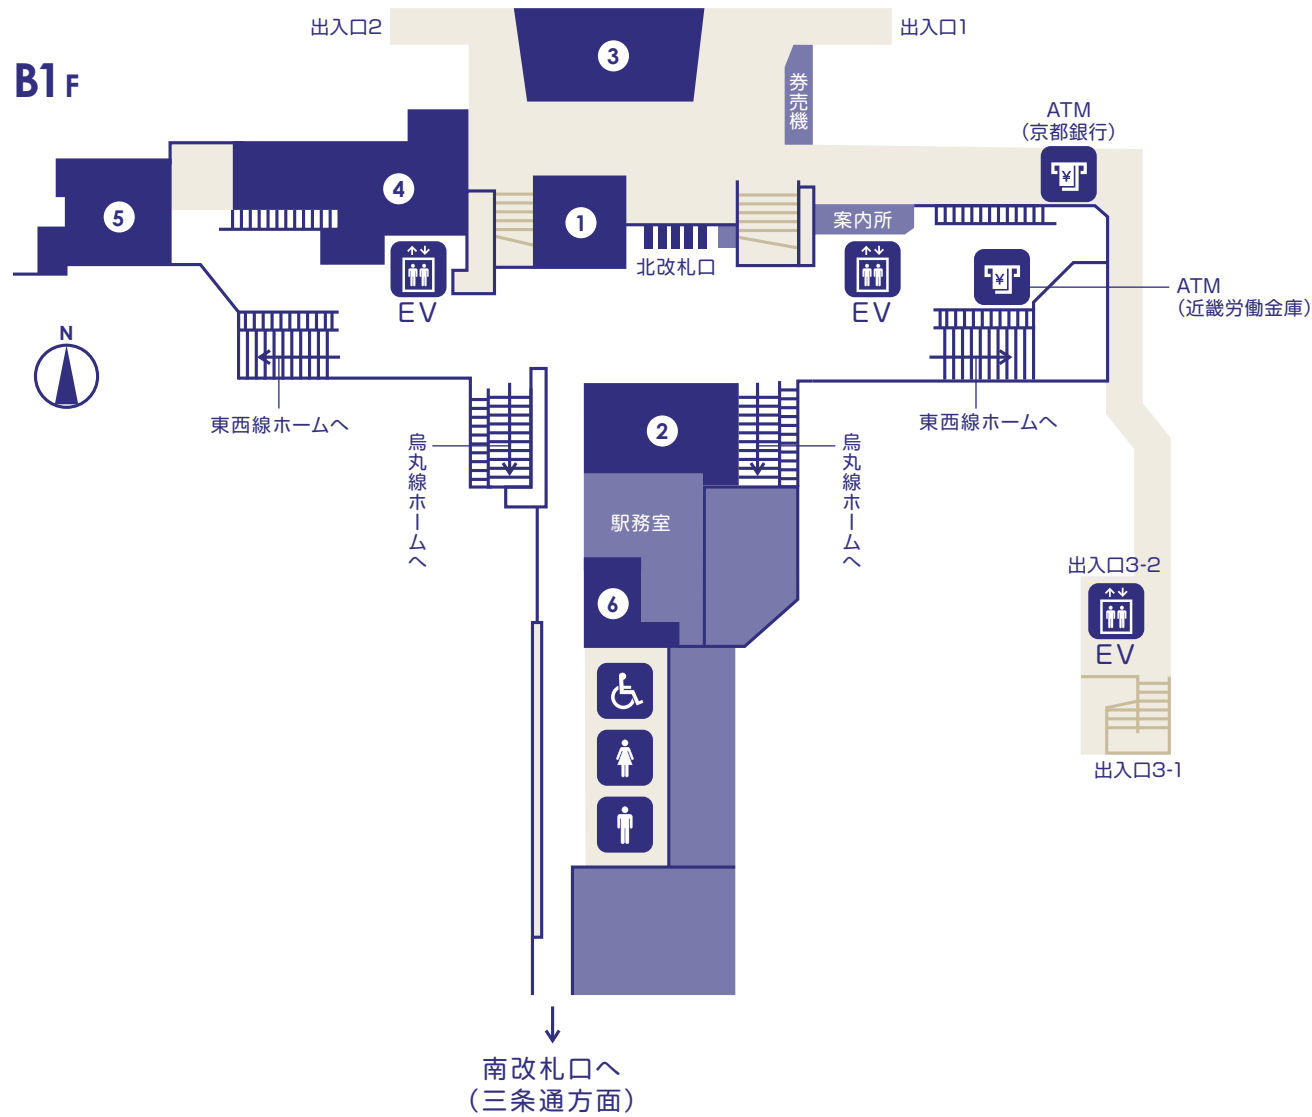 出入口2
出入口1
3
B1F
券売機
ATM
(京都銀行)
4
5
1
案内所
北改札口
EV
EV
ATM
(近畿労働金庫)
N
東西線ホームへ
東西線ホームへ
烏丸線ホームへ
2
烏丸線ホームへ
駅務室
出入口3-2
6
EV
出入口3-1
南改札口へ
(三条通方面)